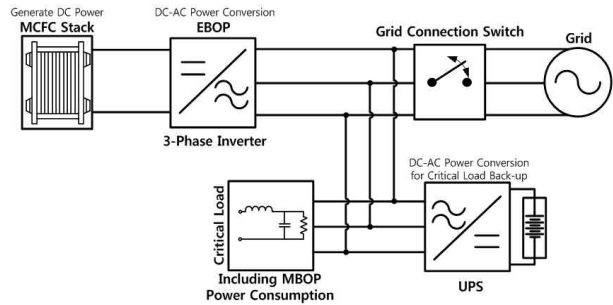 Generate DC Power
MCFC Stack
DC-AC Power Conversion
EBOP
3-Phase Inverter
Grid Connection Switch
Grid
Critical Load
Including MBOP
Power Consumption
DC-AC Power Conversion
for Critical Load Back-up
UPS